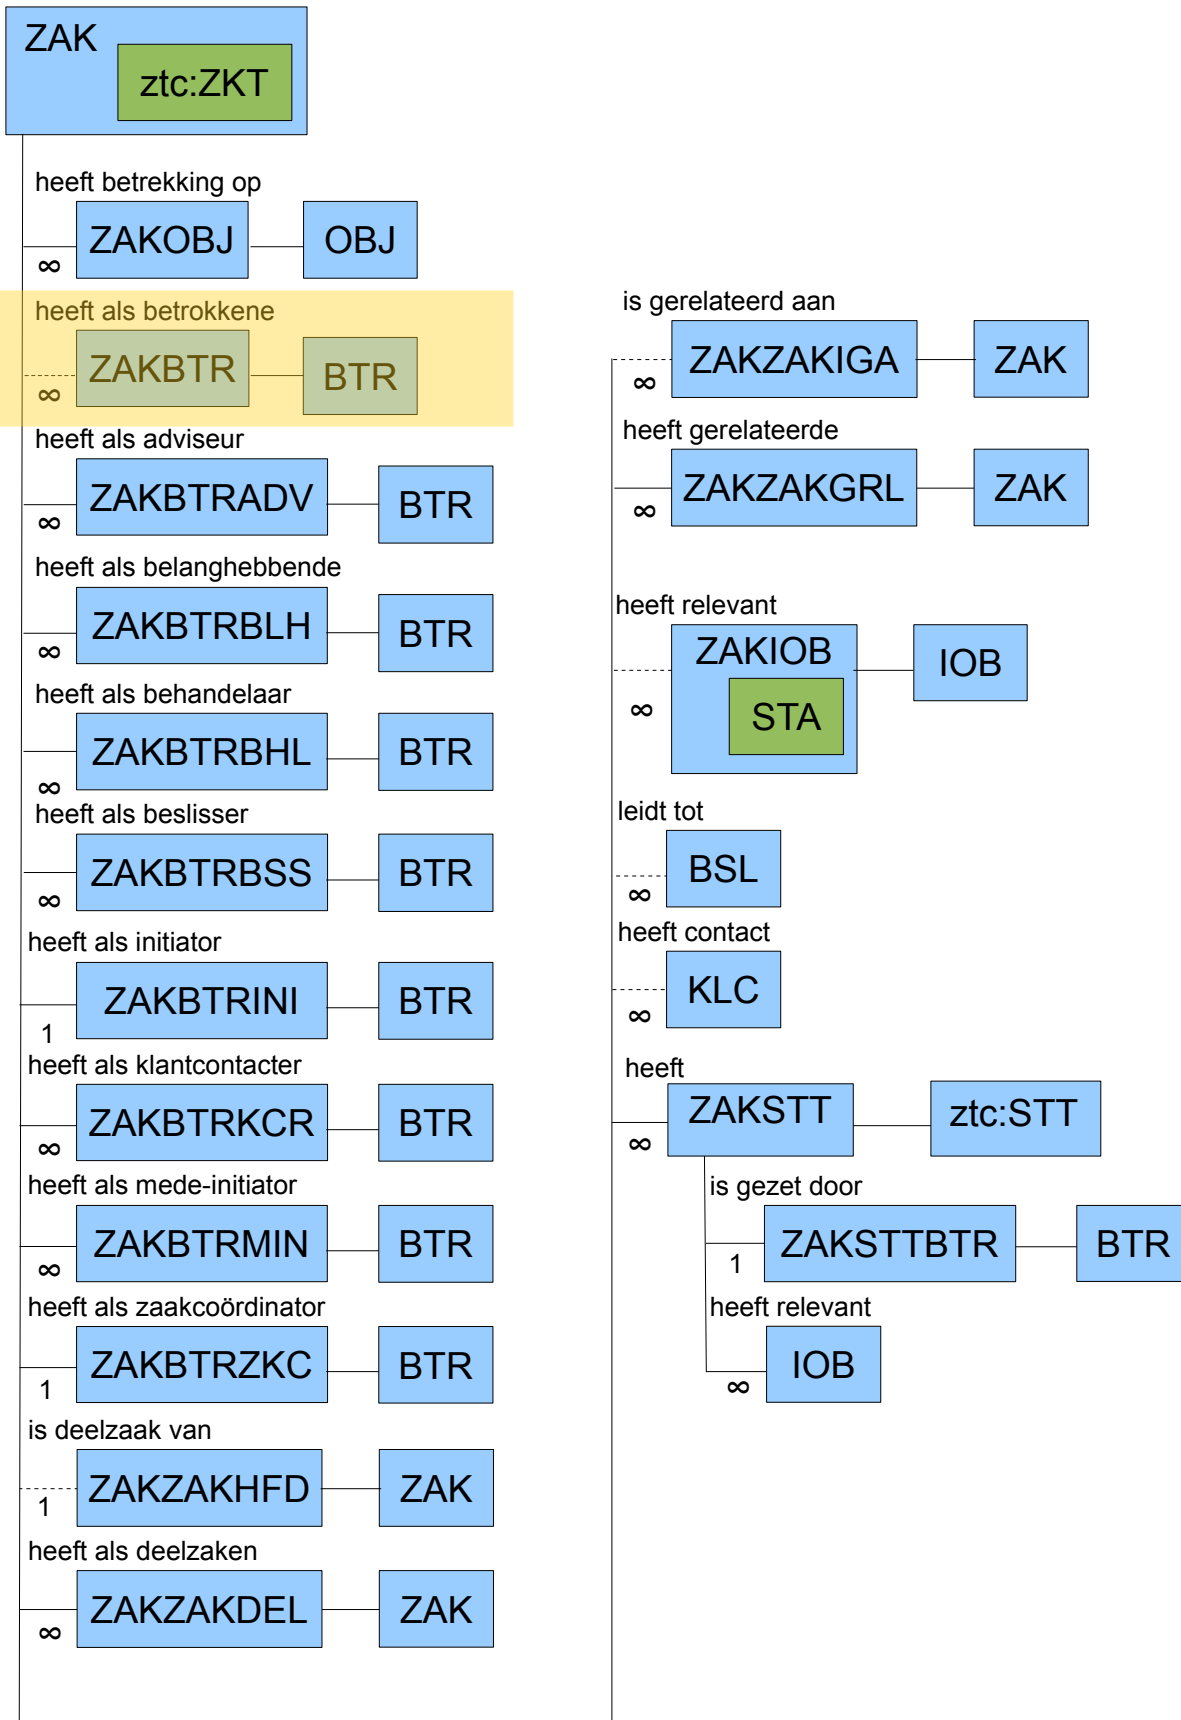 ZAK
ztc:ZKT
heeft betrekking op
ZAKOBJ
OBJ
∞
heeft als betrokkene
ZAKBTR
BTR
∞
heeft als adviseur
ZAKBTRADV
BTR
∞
heeft als belanghebbende
ZAKBTRBLH
BTR
∞
heeft als behandelaar
ZAKBTRBHL
BTR
∞
heeft als beslisser
ZAKBTRBSS
BTR
∞
heeft als initiator
ZAKBTRINI
BTR
1
heeft als klantcontacter
ZAKBTRKCR
BTR
∞
heeft als mede-initiator
ZAKBTRMIN
BTR
∞
heeft als zaakcoördinator
ZAKBTRZKC
BTR
1
is deelzaak van
ZAKZAKHFD
ZAK
1
heeft als deelzaken
ZAKZAKDEL
ZAK
∞
is gerelateerd aan
ZAKZAKIGA
ZAK
∞
heeft gerelateerde
ZAKZAKGRL
ZAK
∞
heeft relevant
ZAKIOB
IOB
STA
∞
leidt tot
BSL
∞
heeft contact
KLC
∞
heeft
ZAKSTT
ztc:STT
∞
is gezet door
ZAKSTTBTR
BTR
1
heeft relevant
IOB
∞